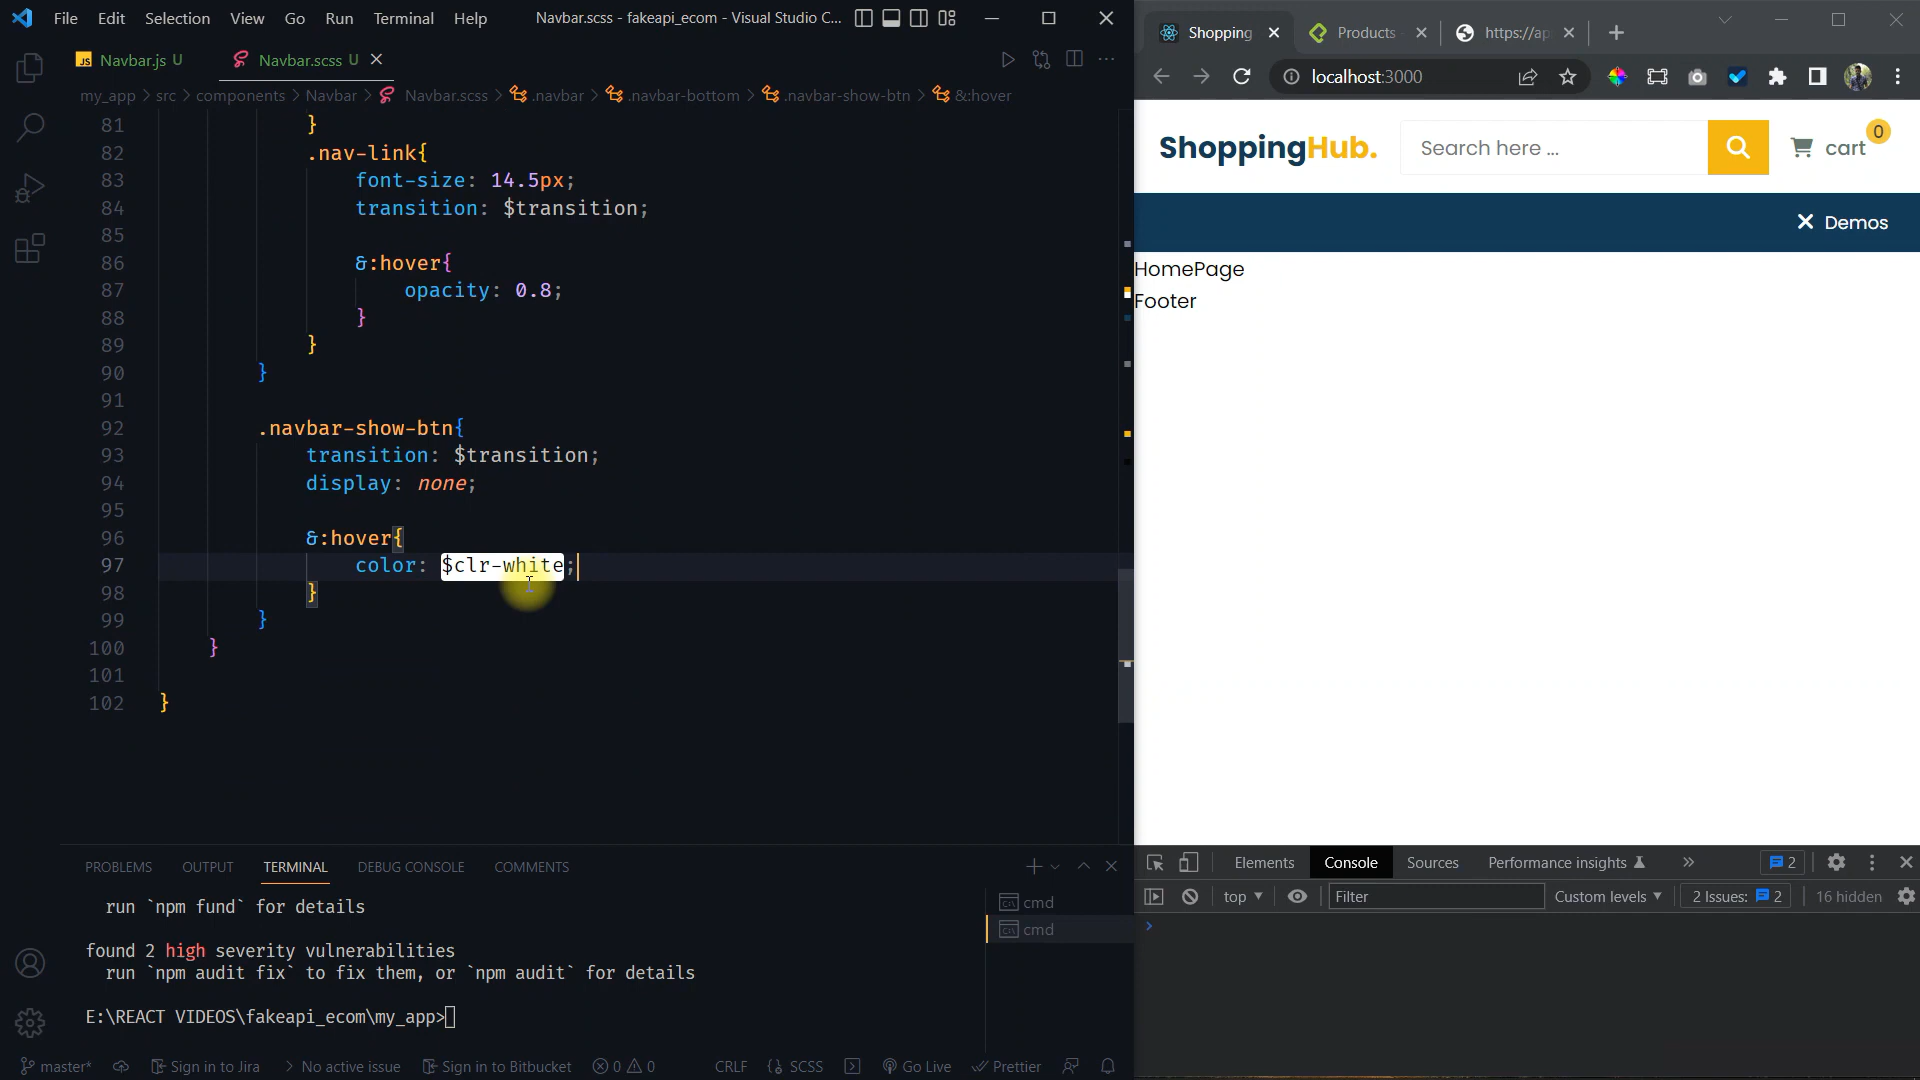 File Edit Selection View Go Run Terminal Help Navbar.scss - fakeapi_ecom - Visual Studio C...
JS Navbar.js U Navbar.scss U
my_app > src > components > Navbar > Navbar.scss > .navbar > .navbar-bottom > .navbar-show-btn > &:hover
81 }
82 .nav-link{
83 font-size: 14.5px;
84 transition: $transition;
85
86 &:hover{
87 opacity: 0.8;
88 }
89 }
90 }
91
92 .navbar-show-btn{
93 transition: $transition;
94 display: none;
95
96 &:hover{
97 color: $clr-white;
98 }
99 }
100 }
101
102 }
PROBLEMS OUTPUT TERMINAL DEBUG CONSOLE COMMENTS
run `npm fund` for details
found 2 high severity vulnerabilities
run `npm audit fix` to fix them, or `npm audit` for details
E:\REACT VIDEOS\fakeapi_ecom\my_app>
cmd
cmd
master* Sign in to Jira No active issue Sign in to Bitbucket 0 0 CRLF SCSS Go Live Prettier
Shopping Products - https://ap
localhost:3000
ShoppingHub. Search here ... cart 0
Demos
HomePage
Footer
Elements Console Sources Performance insights 2
top Filter Custom levels 2 Issues: 2 16 hidden